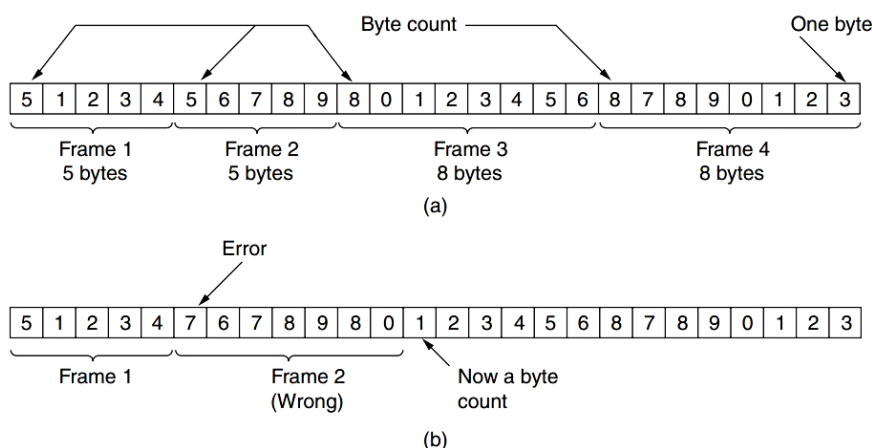 Byte count One byte
5 1 2 3 4 5 6 7 8 9 8 0 1 2 3 4 5 6 8 7 8 9 0 1 2 3
Frame 1 Frame 2 Frame 3 Frame 4
5 bytes 5 bytes 8 bytes 8 bytes
(a)
Error
5 1 2 3 4 7 6 7 8 9 8 0 1 2 3 4 5 6 8 7 8 9 0 1 2 3
Frame 1 Frame 2 Now a byte
(Wrong) count
(b)